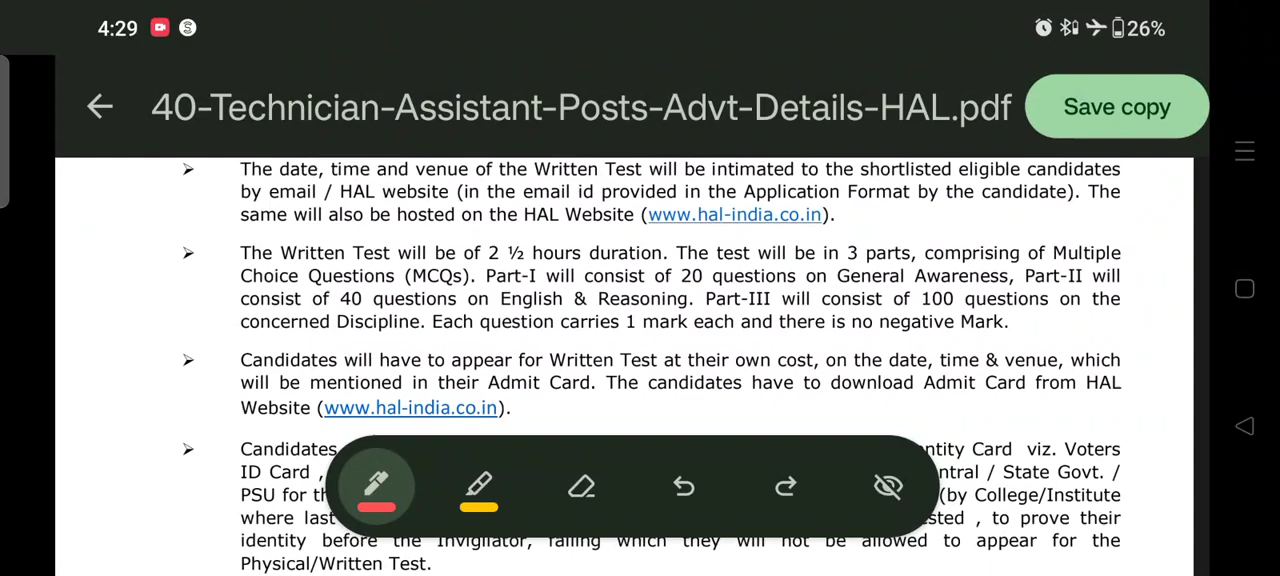 4:29
26%
40-Technician-Assistant-Posts-Advt-Details-HAL.pdf
Save copy
➢ The date, time and venue of the Written Test will be intimated to the shortlisted eligible candidates
by email / HAL website (in the email id provided in the Application Format by the candidate). The
same will also be hosted on the HAL Website (www.hal-india.co.in).
➢ The Written Test will be of 2 ½ hours duration. The test will be in 3 parts, comprising of Multiple
Choice Questions (MCQs). Part-I will consist of 20 questions on General Awareness, Part-II will
consist of 40 questions on English & Reasoning. Part-III will consist of 100 questions on the
concerned Discipline. Each question carries 1 mark each and there is no negative Mark.
➢ Candidates will have to appear for Written Test at their own cost, on the date, time & venue, which
will be mentioned in their Admit Card. The candidates have to download Admit Card from HAL
Website (www.hal-india.co.in).
➢ Candidates ntity Card viz. Voters
ID Card , ntral / State Govt. /
PSU for th (by College/Institute
where last sted , to prove their
identity before the Invigilator, failing which they will not be allowed to appear for the
Physical/Written Test.